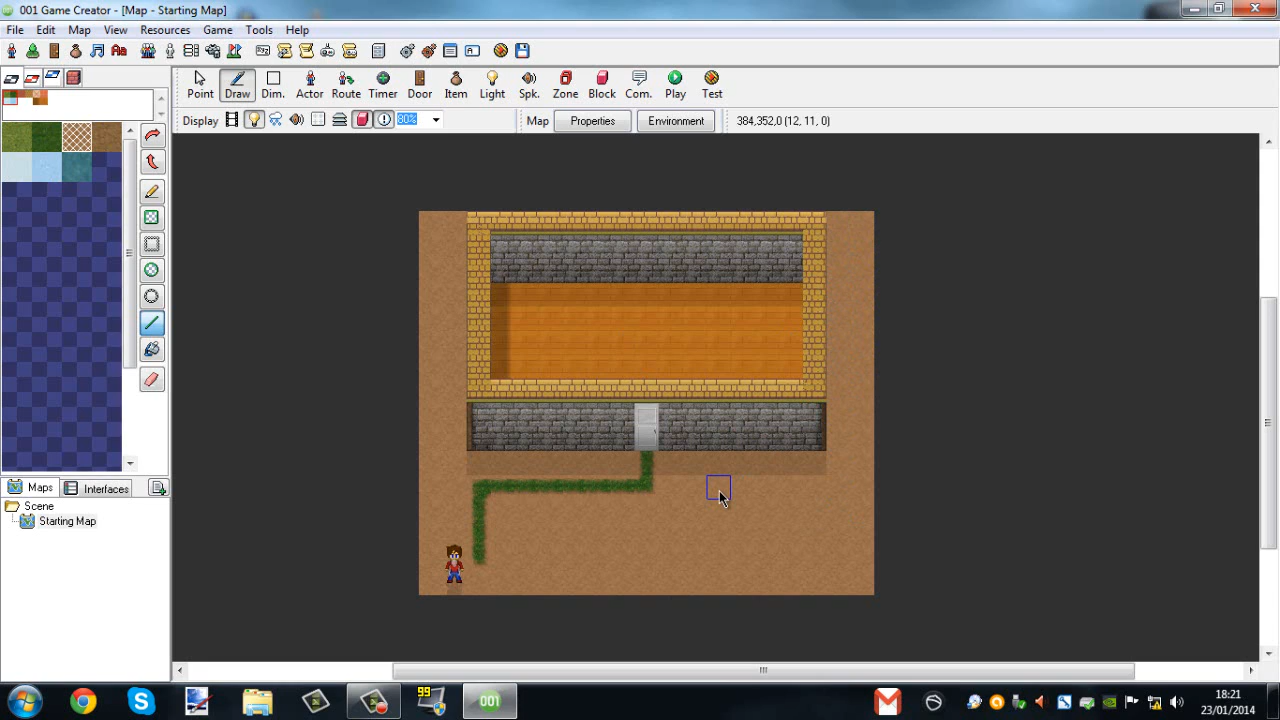 001 Game Creator - [Map - Starting Map]
File Edit Map View Resources Game Tools Help
Point Draw Dim. Actor Route Timer Door Item Light Spk. Zone Block Com. Play Test
Display 80% Map Properties Environment 384,352,0 (12, 11, 0)
Maps Interfaces
Scene
Starting Map
99 001
18:21
23/01/2014